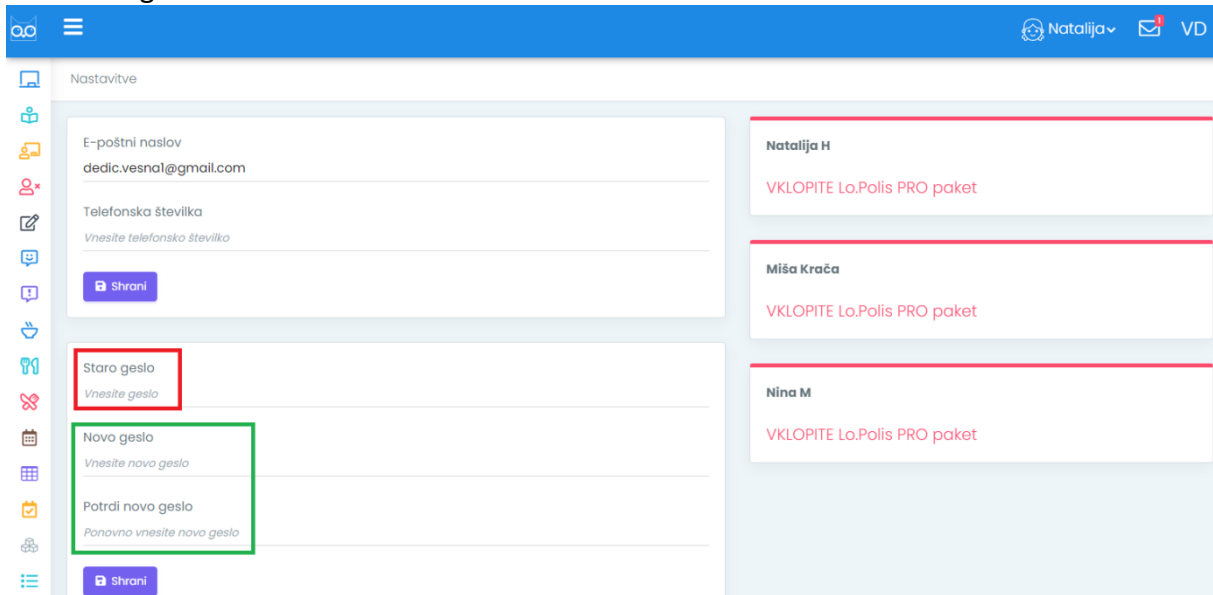 Natalija
VD
Nastavitve
E-poštni naslov
dedic.vesna1@gmail.com
Telefonska številka
Vnesite telefonsko številko
Shrani
Staro geslo
Vnesite geslo
Novo geslo
Vnesite novo geslo
Potrdi novo geslo
Ponovno vnesite novo geslo
Shrani
Natalija H
VKLOPITE Lo.Polis PRO paket
Miša Krača
VKLOPITE Lo.Polis PRO paket
Nina M
VKLOPITE Lo.Polis PRO paket